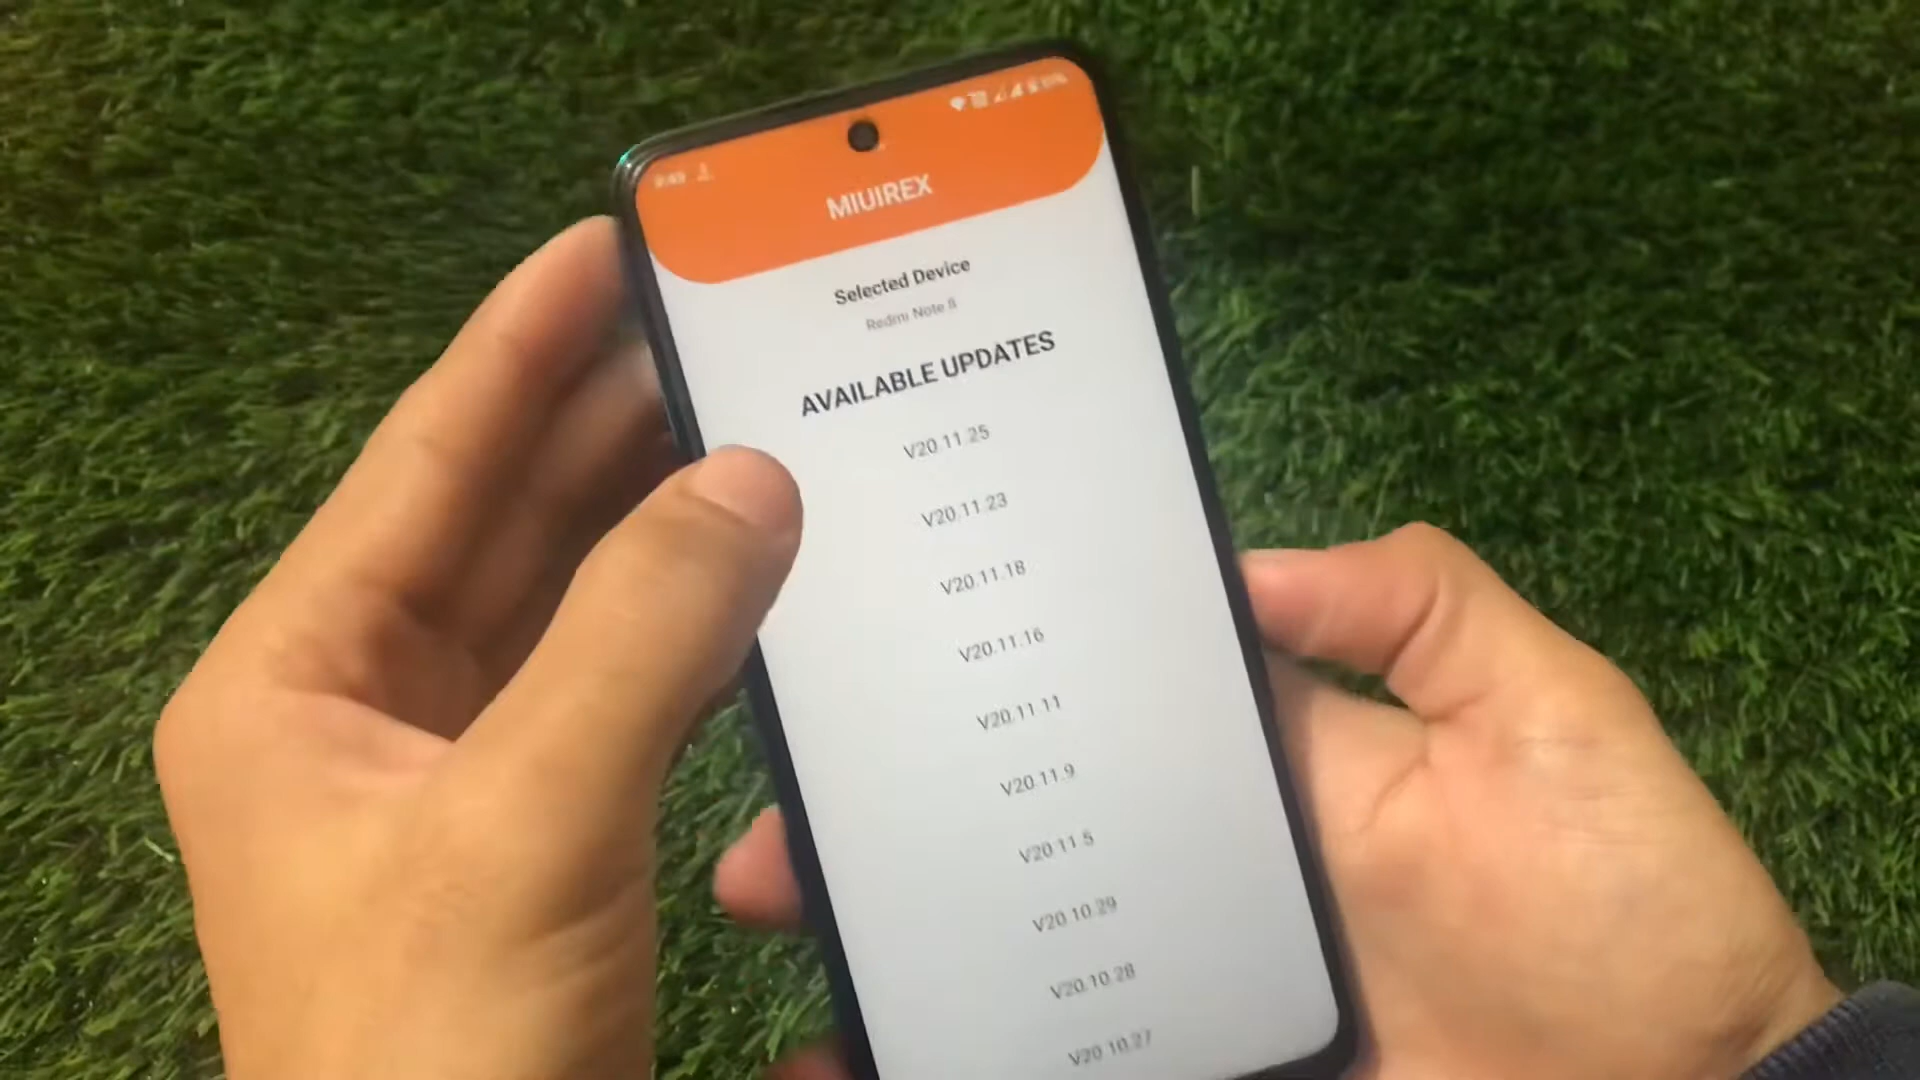 MIUIREX
Selected Device
Redmi Note 8
AVAILABLE UPDATES
V20.11.25
V20.11.23
V20.11.18
V20.11.16
V20.11.11
V20.11.9
V20.11.5
V20.10.29
V20.10.28
V20.10.27